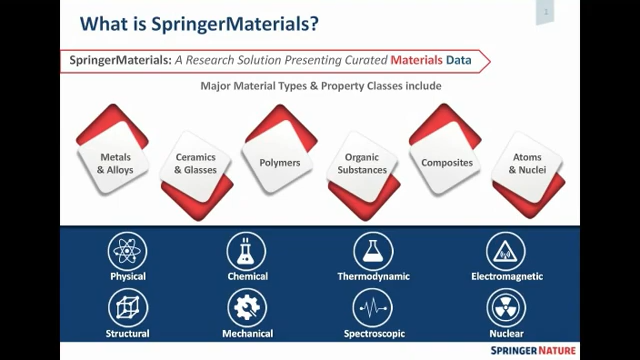 What is SpringerMaterials?
SpringerMaterials: A Research Solution Presenting Curated Materials Data
Major Material Types & Property Classes include
Metals
& Alloys
Ceramics
& Glasses
Polymers
Organic
Substances
Composites
Atoms
& Nuclei
Physical
Chemical
Thermodynamic
Electromagnetic
Structural
Mechanical
Spectroscopic
Nuclear
SPRINGER NATURE